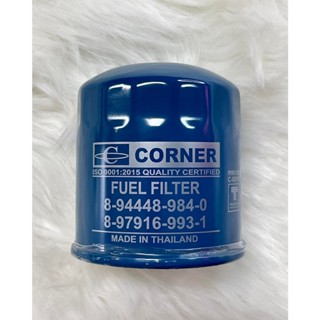 CORNER
ISO 9001:2015 QUALITY CERTIFIED
FUEL FILTER
8-94448-984-0
8-97916-993-1
MADE IN THAILAND